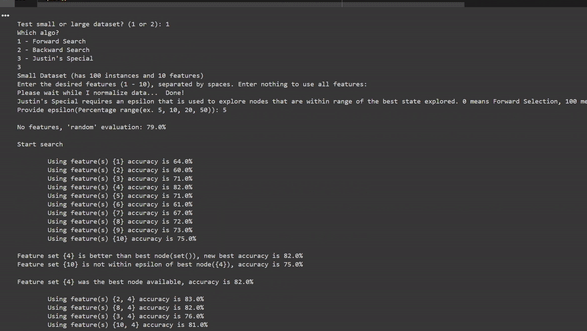 Test small or large dataset? (1 or 2): 1
Which algo?
1 - Forward Search
2 - Backward Search
3 - Justin's Special
3
Small Dataset (has 100 instances and 10 features)
Enter the desired features (1 - 10), separated by spaces. Enter nothing to use all features:
Please wait while I normalize data... Done!
Justin's Special requires an epsilon that is used to explore nodes that are within range of the best state explored. 0 means Forward Selection, 100 me
Provide epsilon(Percentage range(ex. 5, 10, 20, 50)): 5
No features, 'random' evaluation: 79.0%
Start search
Using feature(s) {1} accuracy is 64.0%
Using feature(s) {2} accuracy is 60.0%
Using feature(s) {3} accuracy is 71.0%
Using feature(s) {4} accuracy is 82.0%
Using feature(s) {5} accuracy is 71.0%
Using feature(s) {6} accuracy is 61.0%
Using feature(s) {7} accuracy is 67.0%
Using feature(s) {8} accuracy is 72.0%
Using feature(s) {9} accuracy is 73.0%
Using feature(s) {10} accuracy is 75.0%
Feature set {4} is better than best node(set()), new best accuracy is 82.0%
Feature set {10} is not within epsilon of best node({4}), accuracy is 75.0%
Feature set {4} was the best node available, accuracy is 82.0%
Using feature(s) {2, 4} accuracy is 83.0%
Using feature(s) {8, 4} accuracy is 82.0%
Using feature(s) {3, 4} accuracy is 76.0%
Using feature(s) {10, 4} accuracy is 81.0%